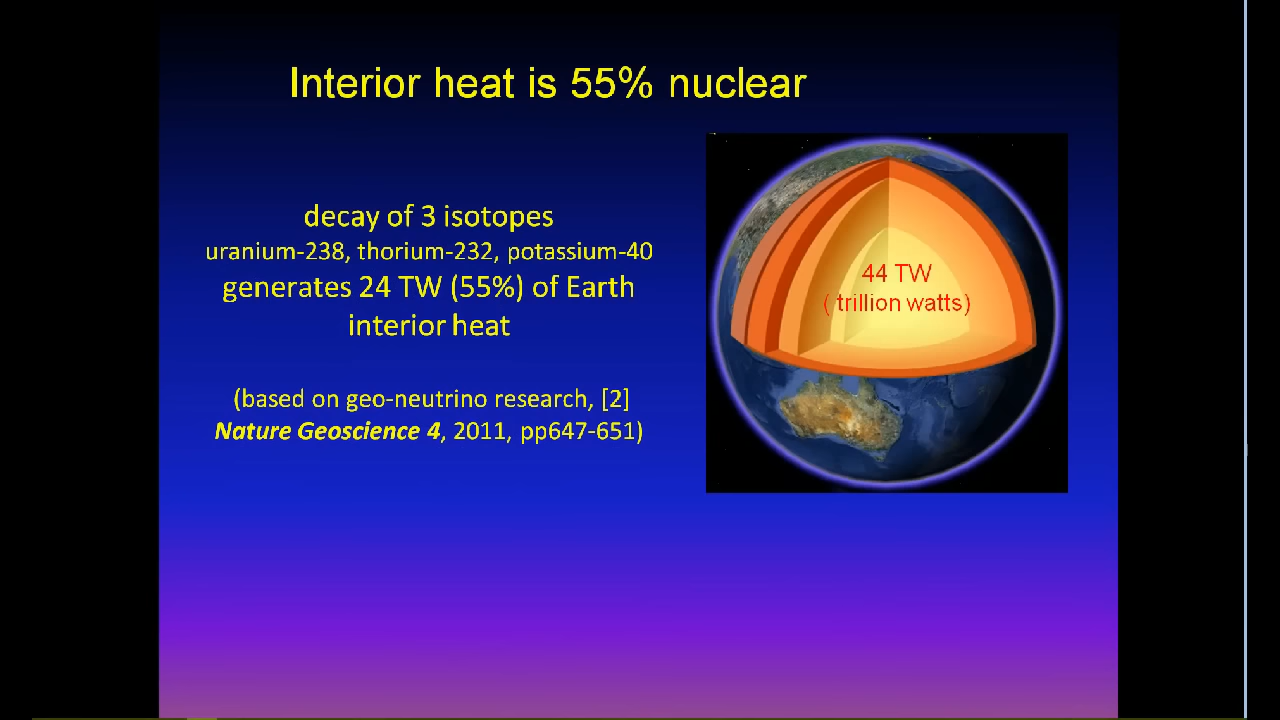 Interior heat is 55% nuclear
decay of 3 isotopes
uranium-238, thorium-232, potassium-40
generates 24 TW (55%) of Earth
interior heat
(based on geo-neutrino research, [2]
Nature Geoscience 4, 2011, pp647-651)
44 TW
( trillion watts)